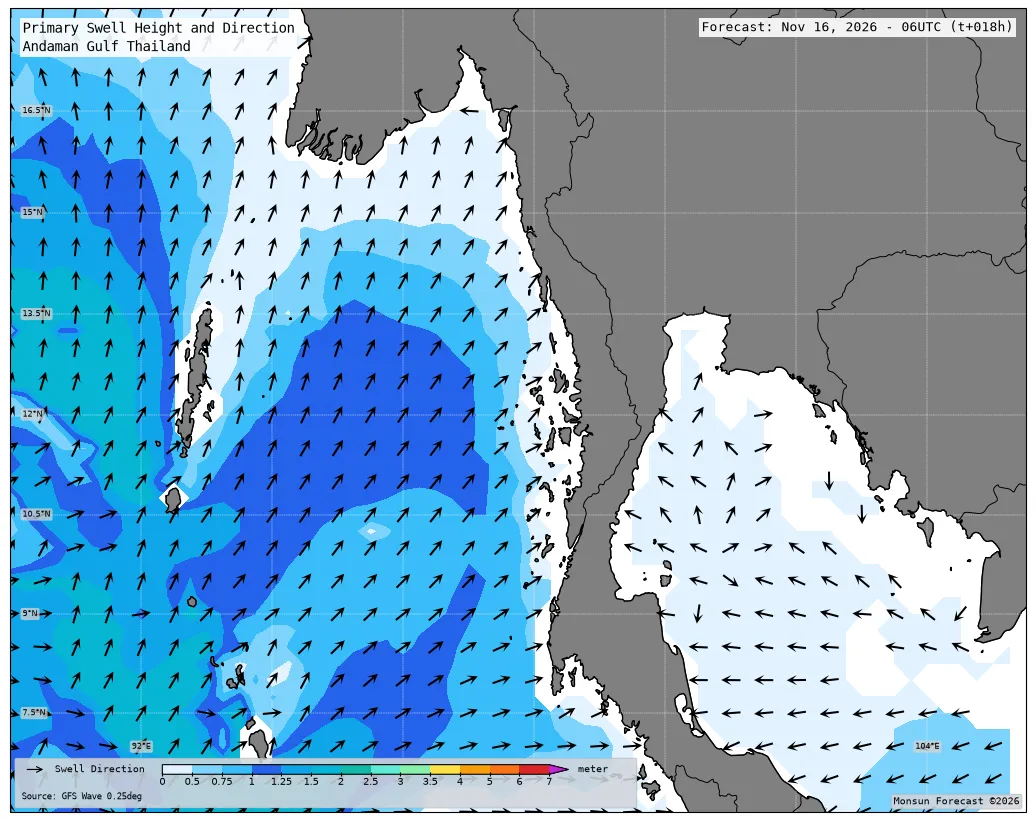 Primary Swell Height and Direction
Andaman Gulf Thailand
Forecast: Nov 16, 2026 - 06UTC (t+018h)
16.5°N
15°N
13.5°N
12°N
10.5°N
9°N
7.5°N
92°E
104°E
Swell Direction
meter
0 0.5 0.75 1 1.25 1.5 2 2.5 3 3.5 4 5 6 7
Source: GFS Wave 0.25deg
Monsun Forecast ©2026